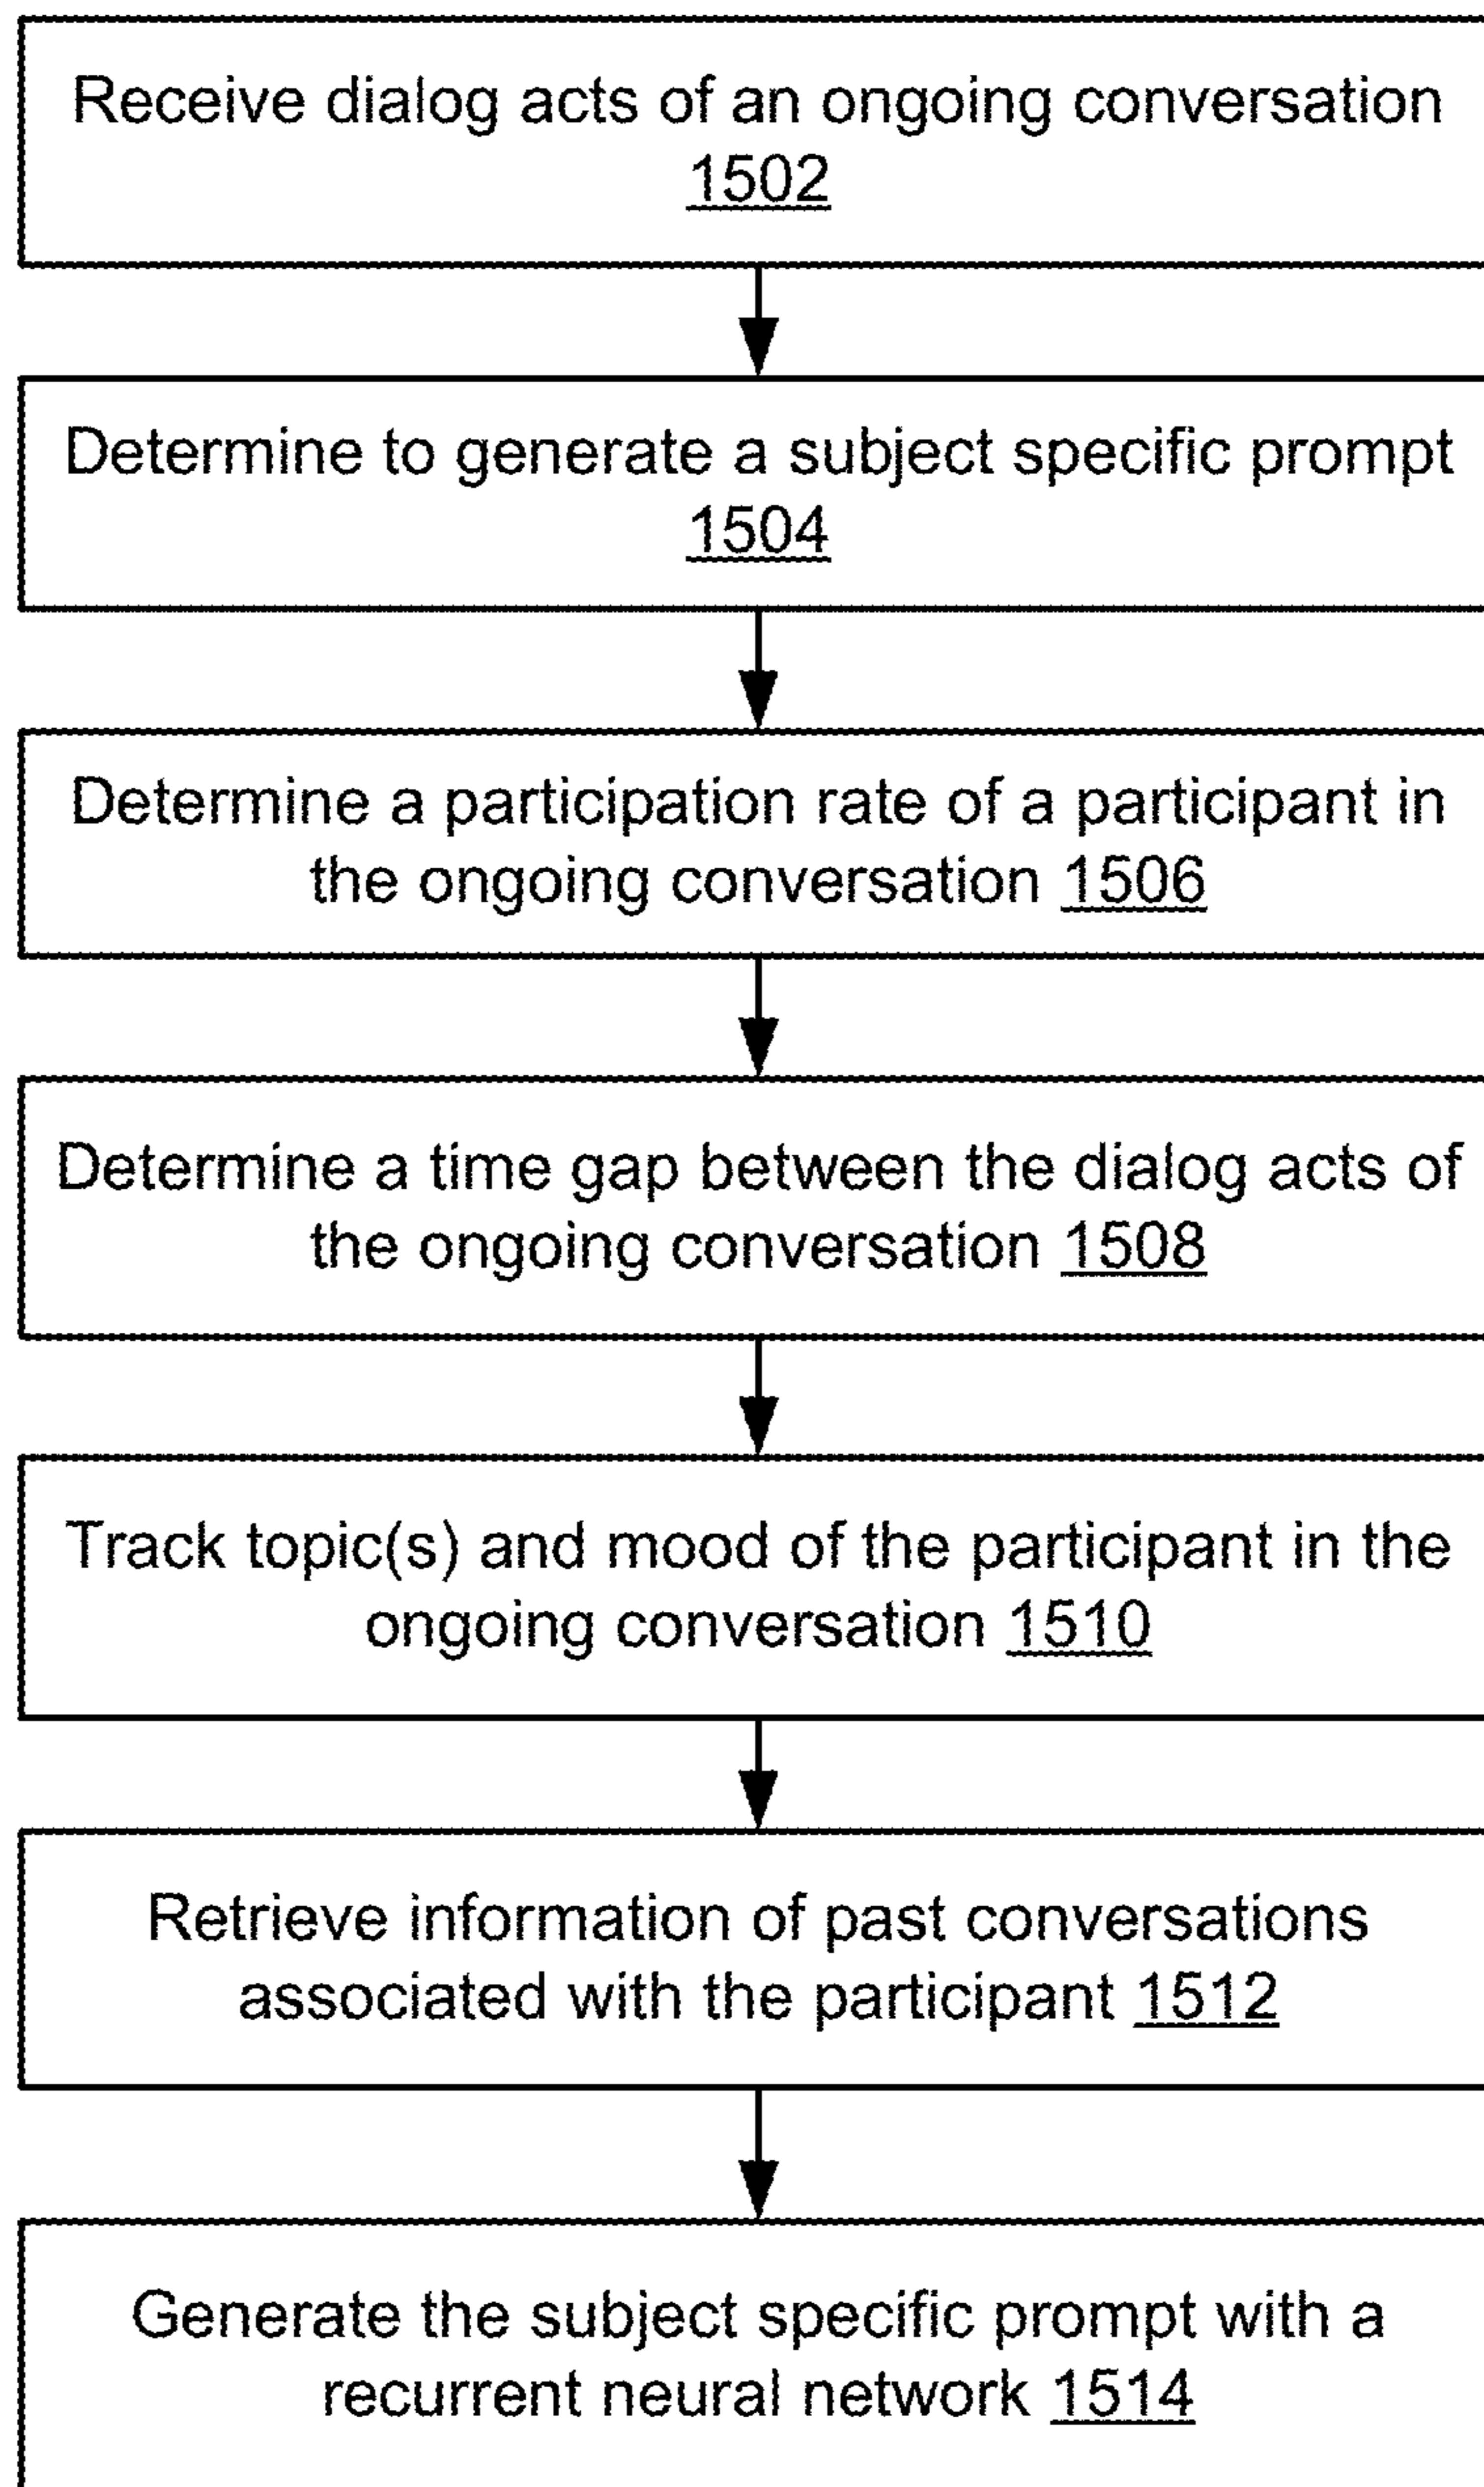 Receive dialog acts of an ongoing conversation
1502
Determine to generate a subject specific prompt
1504
Determine a participation rate of a participant in
the ongoing conversation 1506
Determine a time gap between the dialog acts of
the ongoing conversation 1508
Track topic(s) and mood of the participant in the
ongoing conversation 1510
Retrieve information of past conversations
associated with the participant 1512
Generate the subject specific prompt with a
recurrent neural network 1514